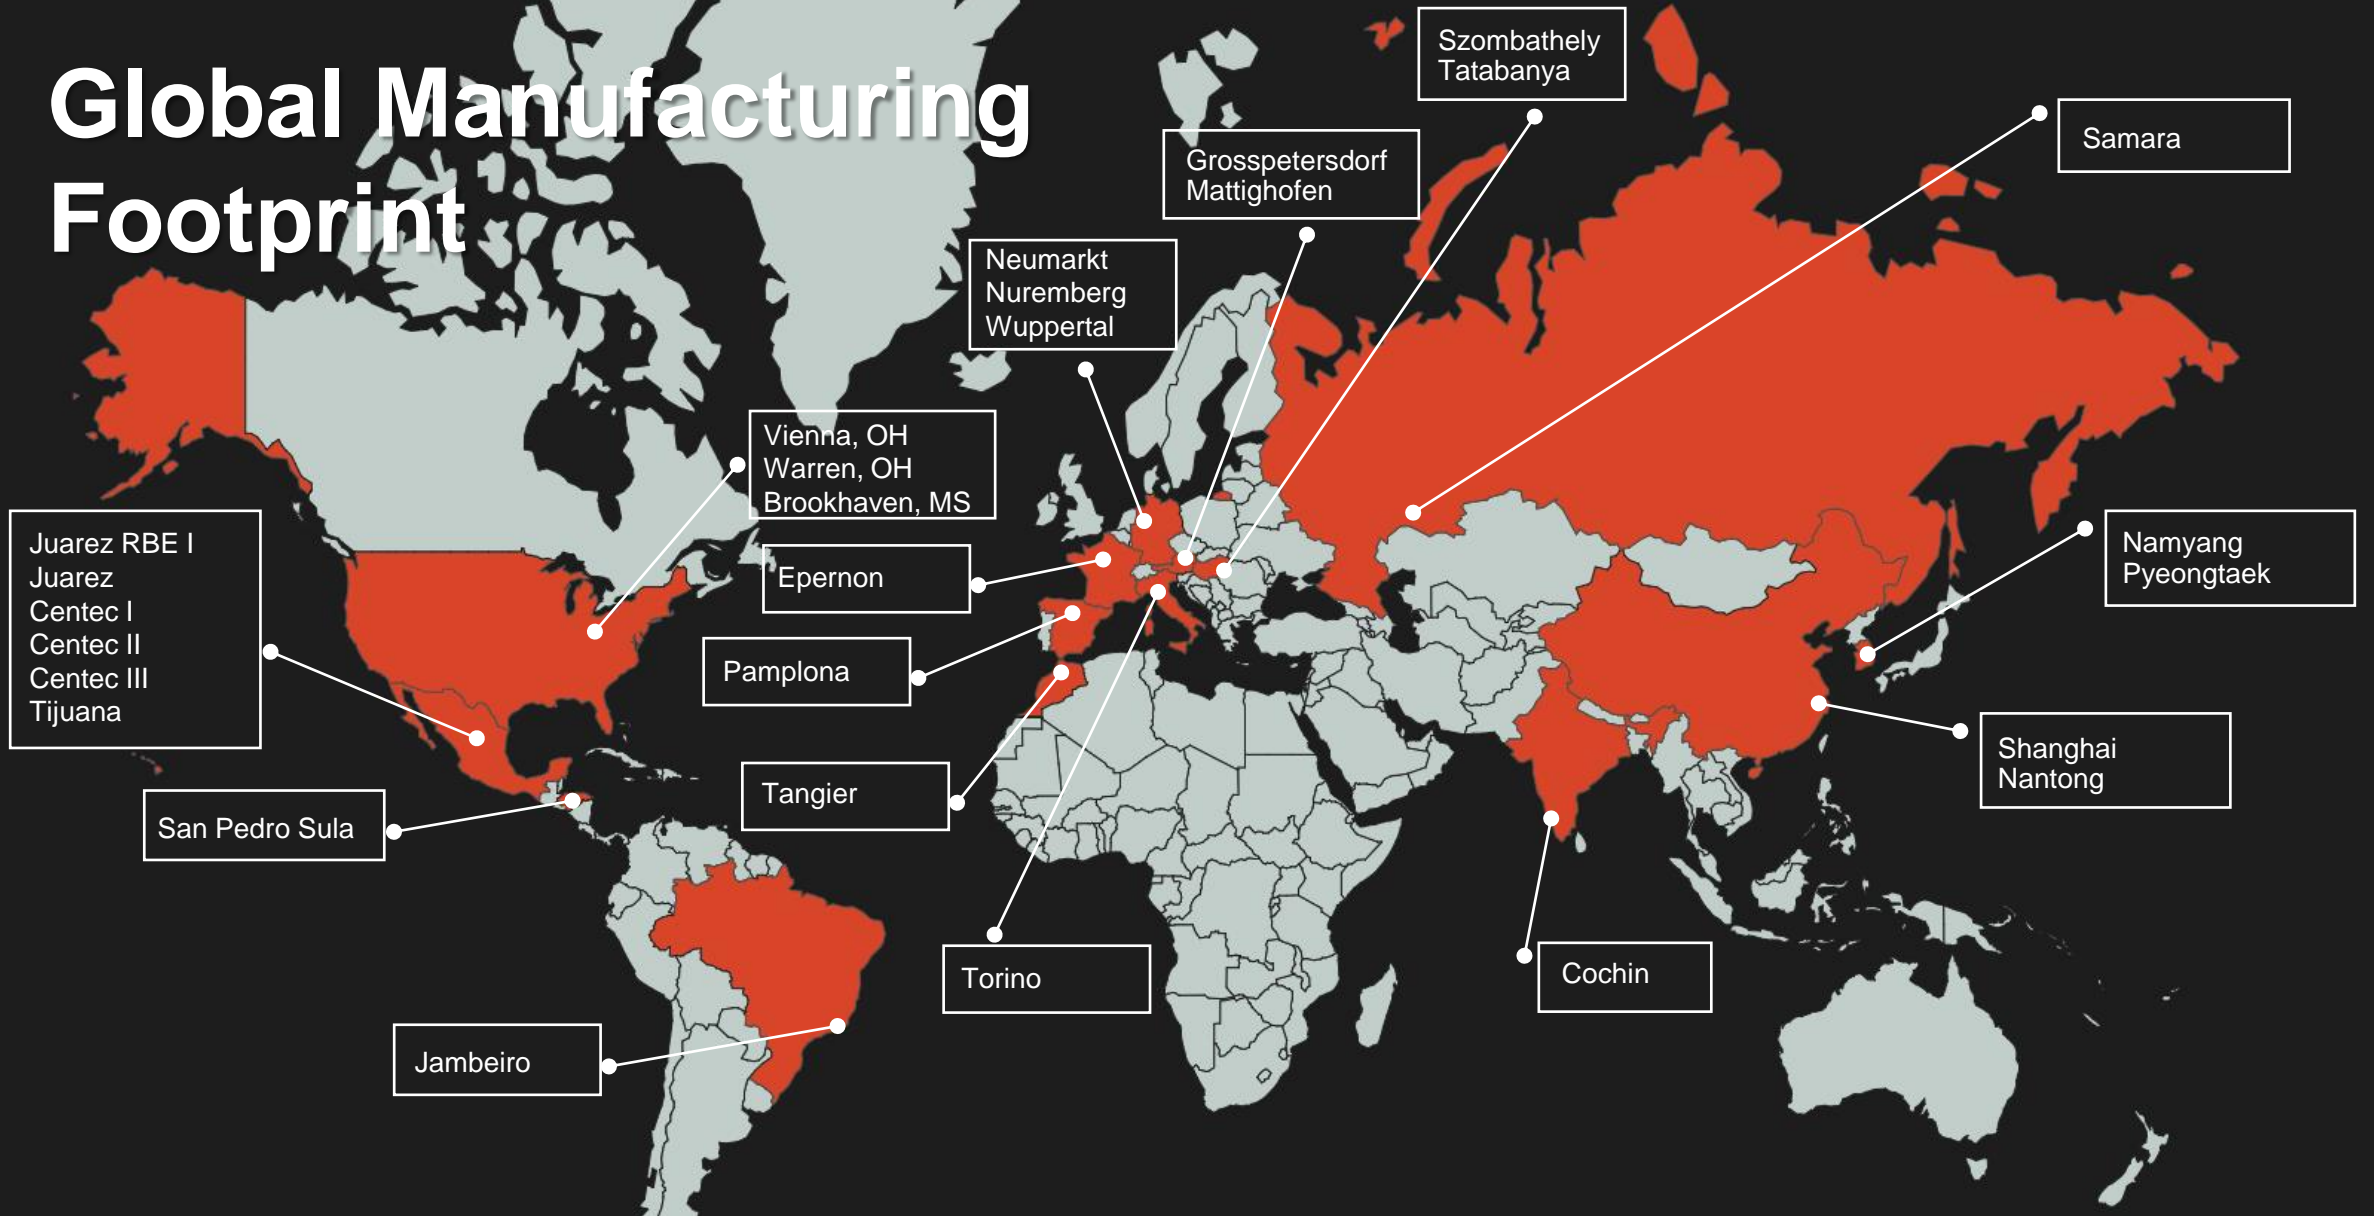 Global Manufacturing
Footprint
Szombathely
Tatabanya
Samara
Grosspetersdorf
Mattighofen
Neumarkt
Nuremberg
Wuppertal
Vienna, OH
Warren, OH
Brookhaven, MS
Juarez RBE I
Juarez
Centec I
Centec II
Centec III
Tijuana
Epernon
Namyang
Pyeongtaek
Pamplona
Shanghai
Nantong
Tangier
San Pedro Sula
Torino
Cochin
Jambeiro